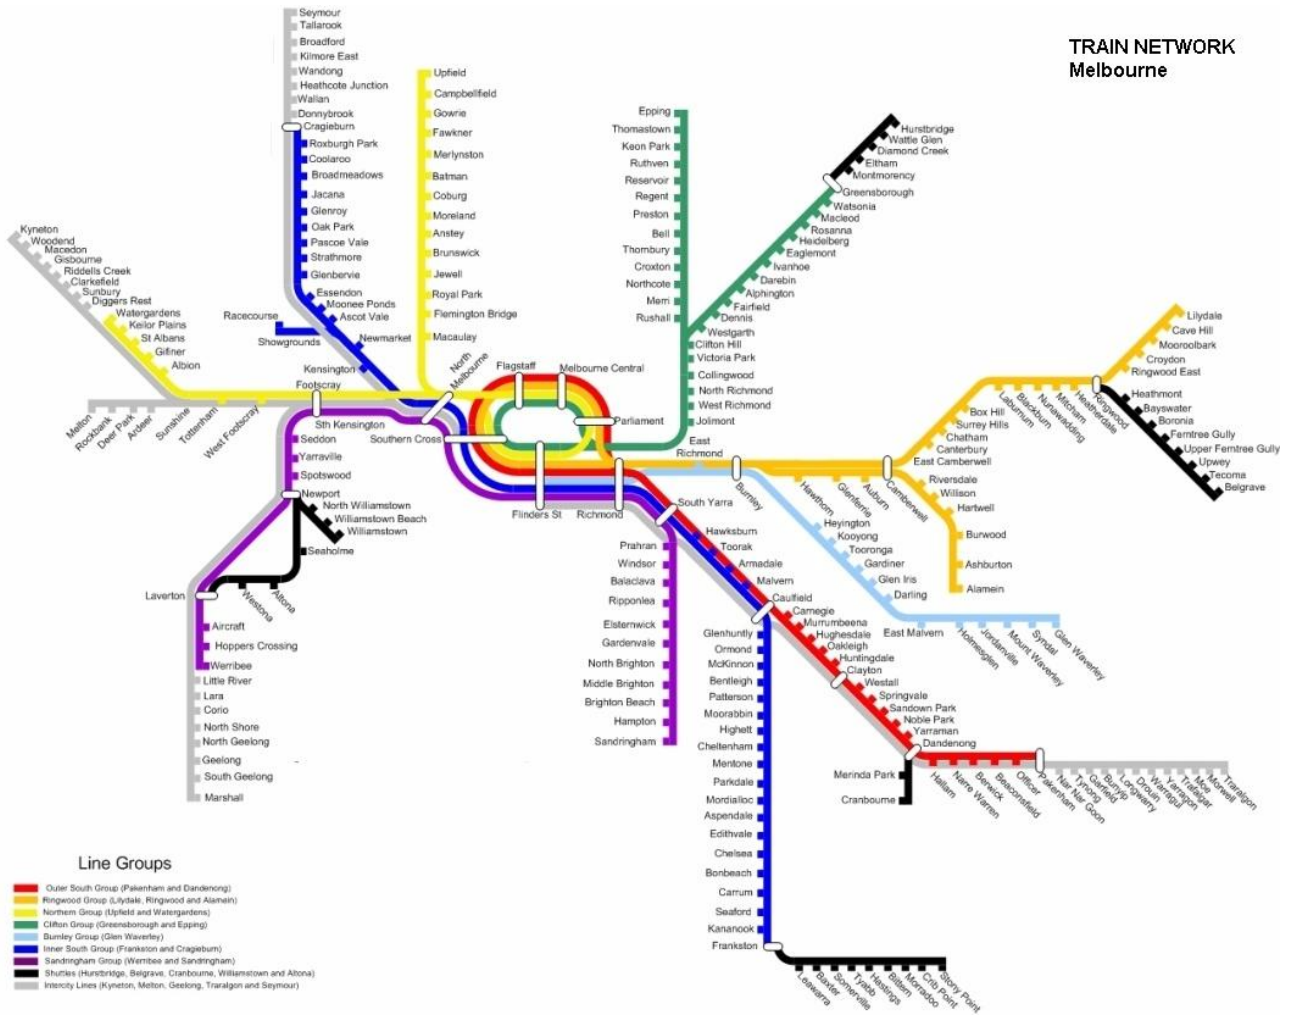 TRAIN NETWORK
Melbourne
Seymour
Tallarook
Broadford
Kilmore East
Wandong
Heathcote Junction
Wallan
Donnybrook
Cragieburn
Roxburgh Park
Coolaroo
Broadmeadows
Jacana
Glenroy
Oak Park
Pascoe Vale
Strathmore
Glenbervie
Essendon
Moonee Ponds
Ascot Vale
Racecourse
Showgrounds
Newmarket
Kensington
Upfield
Campbellfield
Gowrie
Fawkner
Merlynston
Batman
Coburg
Moreland
Anstey
Brunswick
Jewell
Royal Park
Flemington Bridge
Macaulay
Epping
Thomastown
Keon Park
Ruthven
Reservoir
Regent
Preston
Bell
Thornbury
Croxton
Northcote
Merri
Rushall
Hurstbridge
Wattle Glen
Diamond Creek
Eltham
Montmorency
Greensborough
Watsonia
Macleod
Rosanna
Heidelberg
Eaglemont
Ivanhoe
Darebin
Alphington
Fairfield
Dennis
Westgarth
Clifton Hill
Victoria Park
Collingwood
North Richmond
West Richmond
Jolimont
Kyneton
Woodend
Macedon
Gisbourne
Riddells Creek
Clarkefield
Sunbury
Diggers Rest
Watergardens
Keilor Plains
St Albans
Gifiner
Albion
Melton
Rockbank
Deer Park
Ardeer
Sunshine
Tottenham
West Footscray
Footscray
Sth Kensington
North
Melbourne
Southern Cross
Flagstaff
Melbourne Central
Parliament
Flinders St
Richmond
East
Richmond
Burnley
South Yarra
Seddon
Yarraville
Spotswood
Newport
North Williamstown
Williamstown Beach
Williamstown
Seaholme
Altona
Westona
Laverton
Aircraft
Hoppers Crossing
Werribee
Little River
Lara
Corio
North Shore
North Geelong
Geelong
South Geelong
Marshall
Lilydale
Cave Hill
Mooroolbark
Croydon
Ringwood East
Ringwood
Heatherdale
Mitcham
Nunawadding
Blackburn
Laburnum
Box Hill
Surrey Hills
Chatham
Canterbury
East Camberwell
Camberwell
Auburn
Glenferrie
Hawthorn
Heathmont
Bayswater
Boronia
Ferntree Gully
Upper Ferntree Gully
Upwey
Tecoma
Belgrave
Riversdale
Willison
Hartwell
Burwood
Ashburton
Alamein
Heyington
Kooyong
Tooronga
Gardiner
Glen Iris
Darling
East Malvern
Holmesglen
Jordanville
Mount Waverley
Syndal
Glen Waverley
Prahran
Windsor
Balaclava
Ripponlea
Elsternwick
Gardenvale
North Brighton
Middle Brighton
Brighton Beach
Hampton
Sandringham
Hawksburn
Toorak
Armadale
Malvern
Caulfield
Carnegie
Murrumbeena
Hughesdale
Oakleigh
Huntingdale
Clayton
Westall
Springvale
Sandown Park
Noble Park
Yarraman
Dandenong
Merinda Park
Cranbourne
Hallam
Narre Warren
Berwick
Beaconsfield
Officer
Pakenham
Nar Nar Goon
Tynong
Garfield
Bunyip
Longwarry
Drouin
Warragul
Yarragon
Trafalgar
Moe
Morwell
Traralgon
Glenhuntly
Ormond
McKinnon
Bentleigh
Patterson
Moorabbin
Highett
Cheltenham
Mentone
Parkdale
Mordialloc
Aspendale
Edithvale
Chelsea
Bonbeach
Carrum
Seaford
Kananook
Frankston
Leawarra
Baxter
Somerville
Tyabb
Hastings
Bittern
Morradoo
Crib Point
Stony Point
Line Groups
Outer South Group (Pakenham and Dandenong)
Ringwood Group (Lilydale, Ringwood and Alamein)
Northern Group (Upfield and Watergardens)
Clifton Group (Greensborough and Epping)
Burnley Group (Glen Waverley)
Inner South Group (Frankston and Cragieburn)
Sandringham Group (Werribee and Sandringham)
Shuttles (Hurstbridge, Belgrave, Cranbourne, Williamstown and Altona)
Intercity Lines (Kyneton, Melton, Geelong, Traralgon and Seymour)